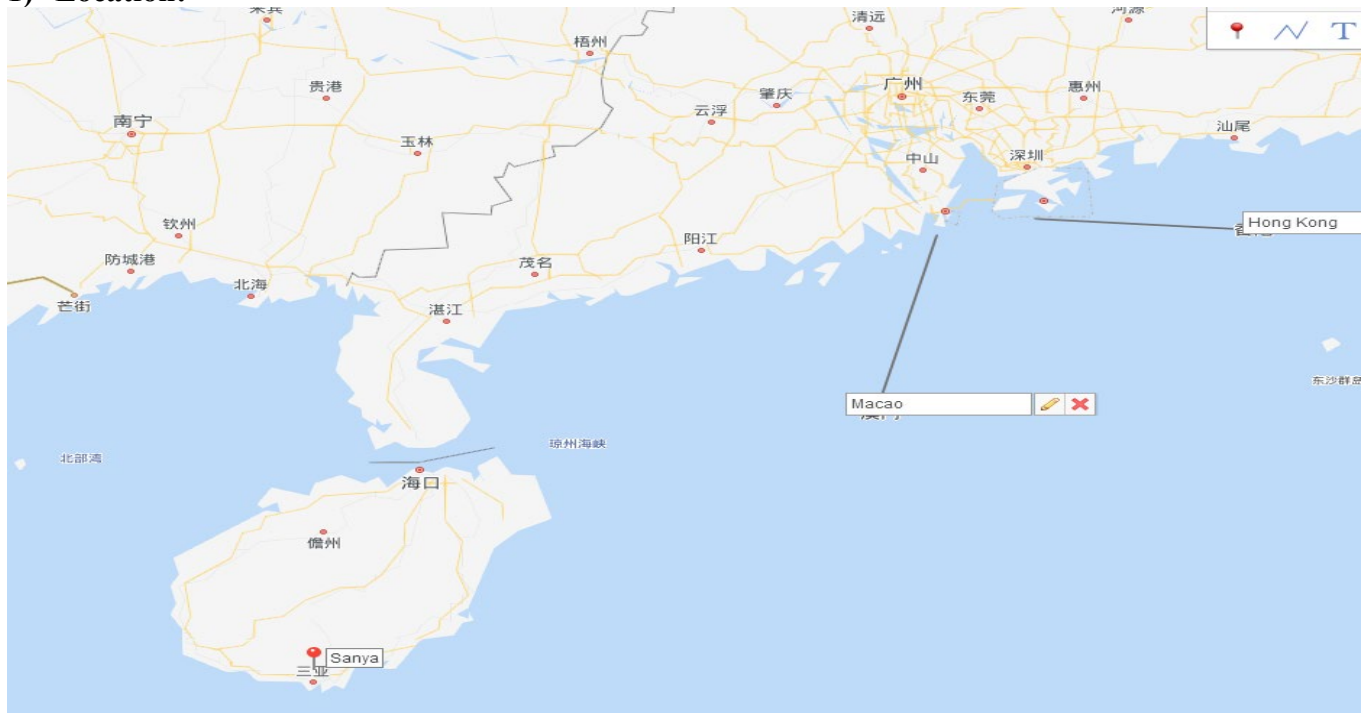 1) Location:
来宾
清远
河源
T
梧州
贵港
肇庆
广州
东莞
惠州
南宁
云浮
玉林
汕尾
中山
深圳
钦州
阳江
Hong Kong
防城港
茂名
北海
芒街
湛江
东沙群岛
Macao
澳门
琼州海峡
北部湾
海口
儋州
Sanya
三亚